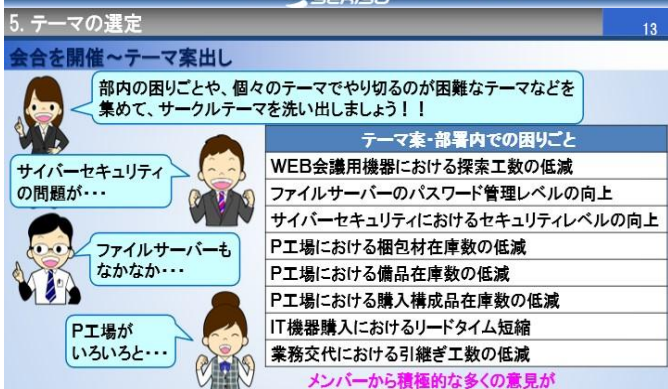 5. テーマの選定
13
会合を開催～テーマ案出し
部内の困りごとや、個々のテーマでやり切るのが困難なテーマなどを
集めて、サークルテーマを洗い出しましょう！！
サイバーセキュリティ
の問題が・・・
ファイルサーバーも
なかなか・・・
P工場が
いろいろと・・・
テーマ案・部署内での困りごと
WEB会議用機器における探索工数の低減
ファイルサーバーのパスワード管理レベルの向上
サイバーセキュリティにおけるセキュリティレベルの向上
P工場における梱包材在庫数の低減
P工場における備品在庫数の低減
P工場における購入構成品在庫数の低減
IT機器購入におけるリードタイム短縮
業務交代における引継ぎ工数の低減
メンバーから積極的な多くの意見が